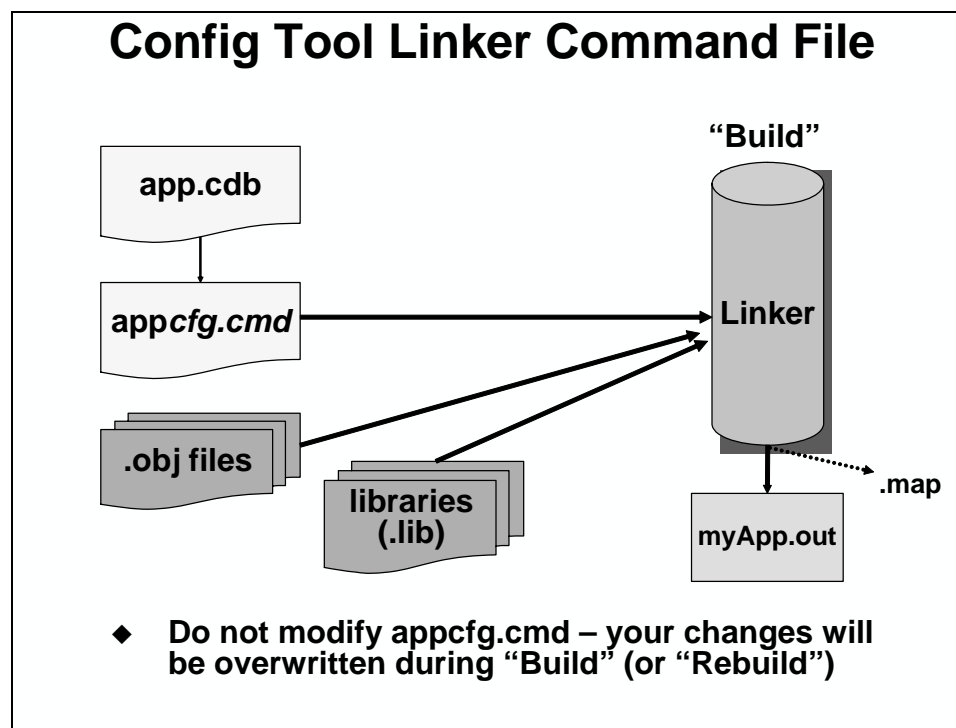 Config Tool Linker Command File
“Build”
app.cdb
appcfg.cmd
Linker
.obj files
libraries
(.lib)
.map
myApp.out
◆ Do not modify appcfg.cmd – your changes will
be overwritten during “Build” (or “Rebuild”)